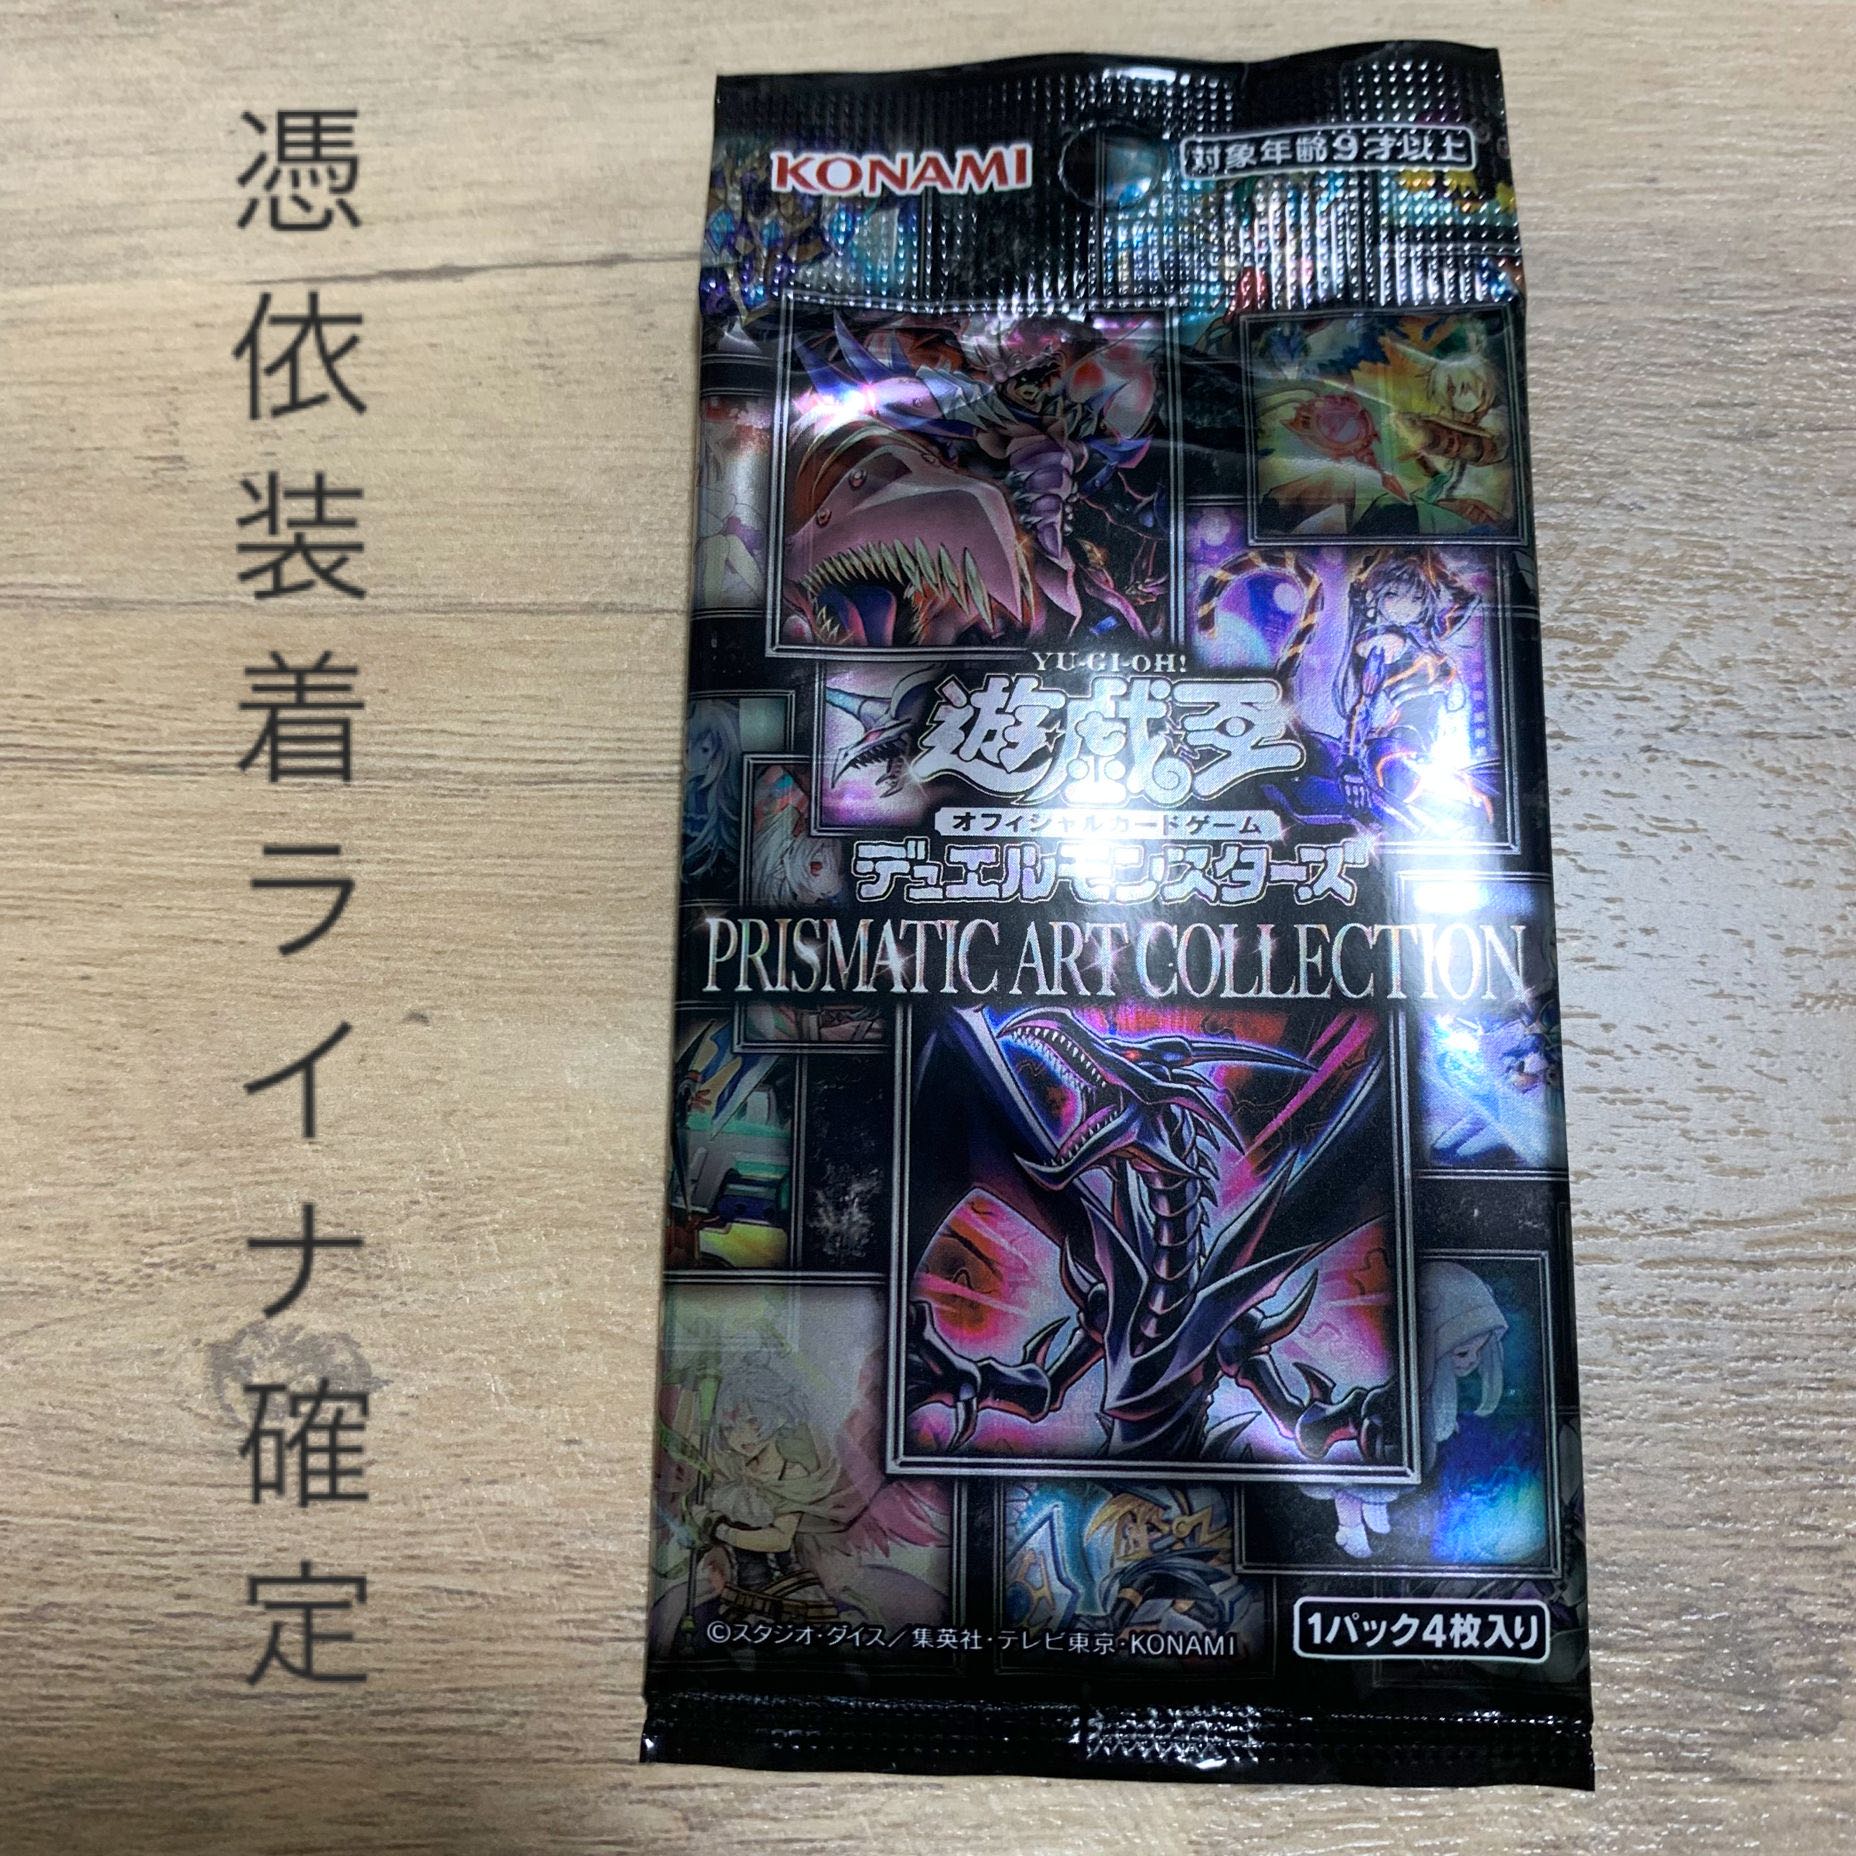 憑依装着ライナ確定
KONAMI
対象年齢9才以上
YU-GI-OH!
遊戯王
オフィシャルカードゲーム
デュエルモンスターズ
PRISMATIC ART COLLECTION
©スタジオ・ダイス／集英社・テレビ東京・KONAMI
1パック4枚入り